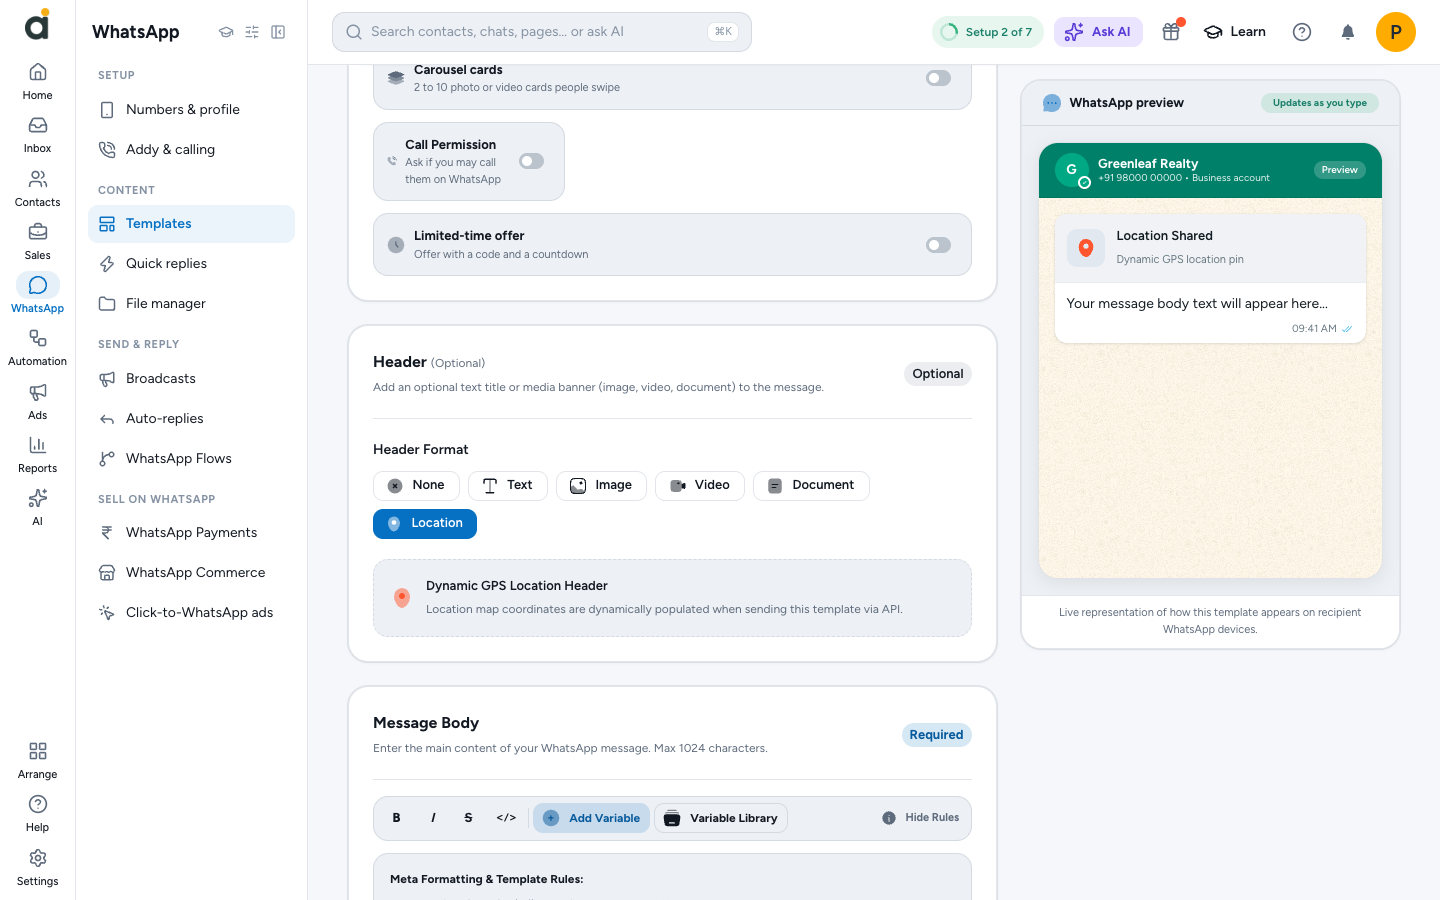 WhatsApp
Search contacts, chats, pages... or ask AI
⌘K
Setup 2 of 7
Ask AI
Learn
P
Home
Inbox
Contacts
Sales
WhatsApp
Automation
Ads
Reports
AI
Arrange
Help
Settings
SETUP
Numbers & profile
Addy & calling
CONTENT
Templates
Quick replies
File manager
SEND & REPLY
Broadcasts
Auto-replies
WhatsApp Flows
SELL ON WHATSAPP
WhatsApp Payments
WhatsApp Commerce
Click-to-WhatsApp ads
Carousel cards
2 to 10 photo or video cards people swipe
Call Permission
Ask if you may call
them on WhatsApp
Limited-time offer
Offer with a code and a countdown
Header (Optional)
Add an optional text title or media banner (image, video, document) to the message.
Optional
Header Format
None
Text
Image
Video
Document
Location
Dynamic GPS Location Header
Location map coordinates are dynamically populated when sending this template via API.
Message Body
Enter the main content of your WhatsApp message. Max 1024 characters.
Required
B
I
S
</>
Add Variable
Variable Library
Hide Rules
Meta Formatting & Template Rules:
WhatsApp preview
Updates as you type
G
Greenleaf Realty
+91 98000 00000 • Business account
Preview
Location Shared
Dynamic GPS location pin
Your message body text will appear here...
09:41 AM
Live representation of how this template appears on recipient
WhatsApp devices.